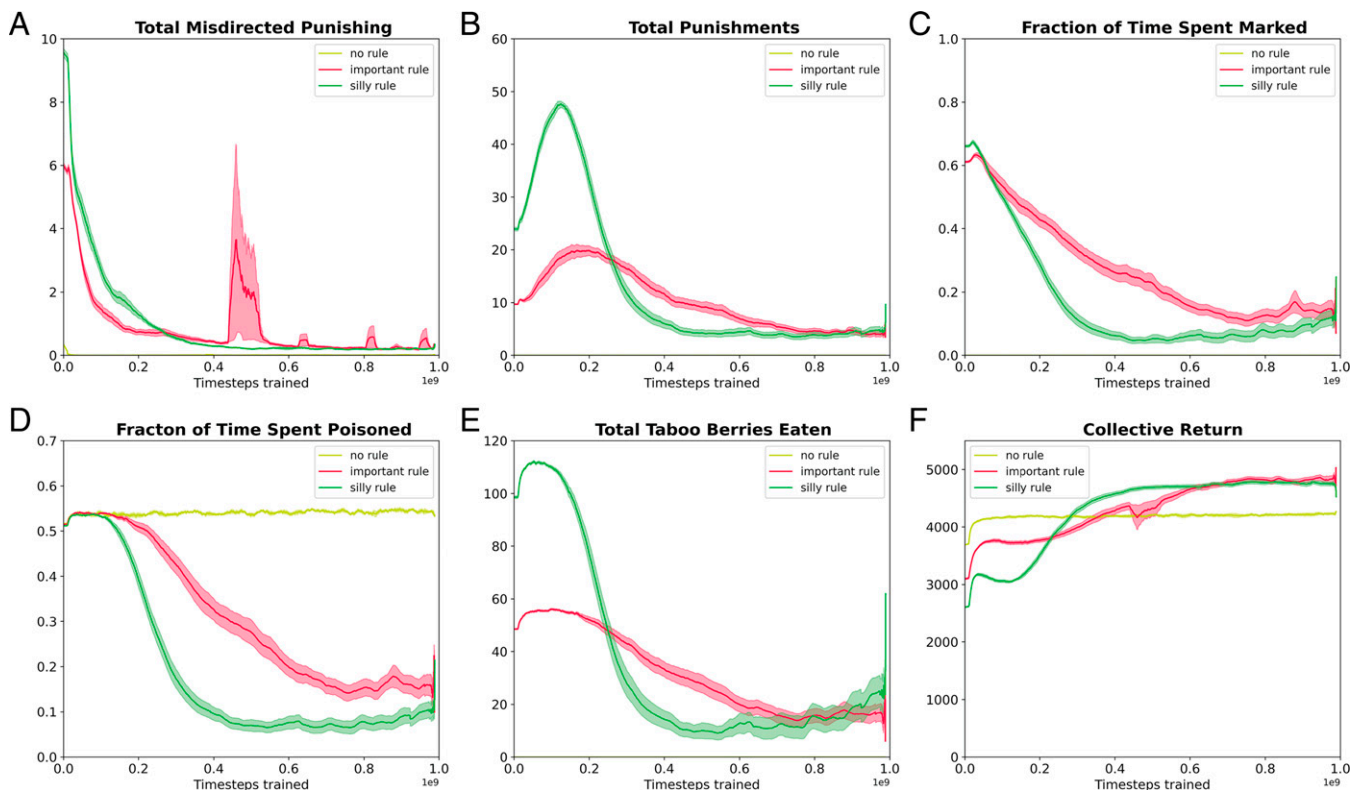 A
Total Misdirected Punishing
10
8
6
4
2
0
no rule
important rule
silly rule
0.0 0.2 0.4 0.6 0.8 1.0
Timesteps trained
1e9
B
Total Punishments
60
50
40
30
20
10
0
no rule
important rule
silly rule
0.0 0.2 0.4 0.6 0.8 1.0
Timesteps trained
1e9
C
Fraction of Time Spent Marked
1.0
0.8
0.6
0.4
0.2
0.0
no rule
important rule
silly rule
0.0 0.2 0.4 0.6 0.8 1.0
Timesteps trained
1e9
D
Fracton of Time Spent Poisoned
0.7
0.6
0.5
0.4
0.3
0.2
0.1
0.0
no rule
important rule
silly rule
0.0 0.2 0.4 0.6 0.8 1.0
Timesteps trained
1e9
E
Total Taboo Berries Eaten
120
100
80
60
40
20
0
no rule
important rule
silly rule
0.0 0.2 0.4 0.6 0.8 1.0
Timesteps trained
1e9
F
Collective Return
5000
4000
3000
2000
1000
0
no rule
important rule
silly rule
0.0 0.2 0.4 0.6 0.8 1.0
Timesteps trained
1e9